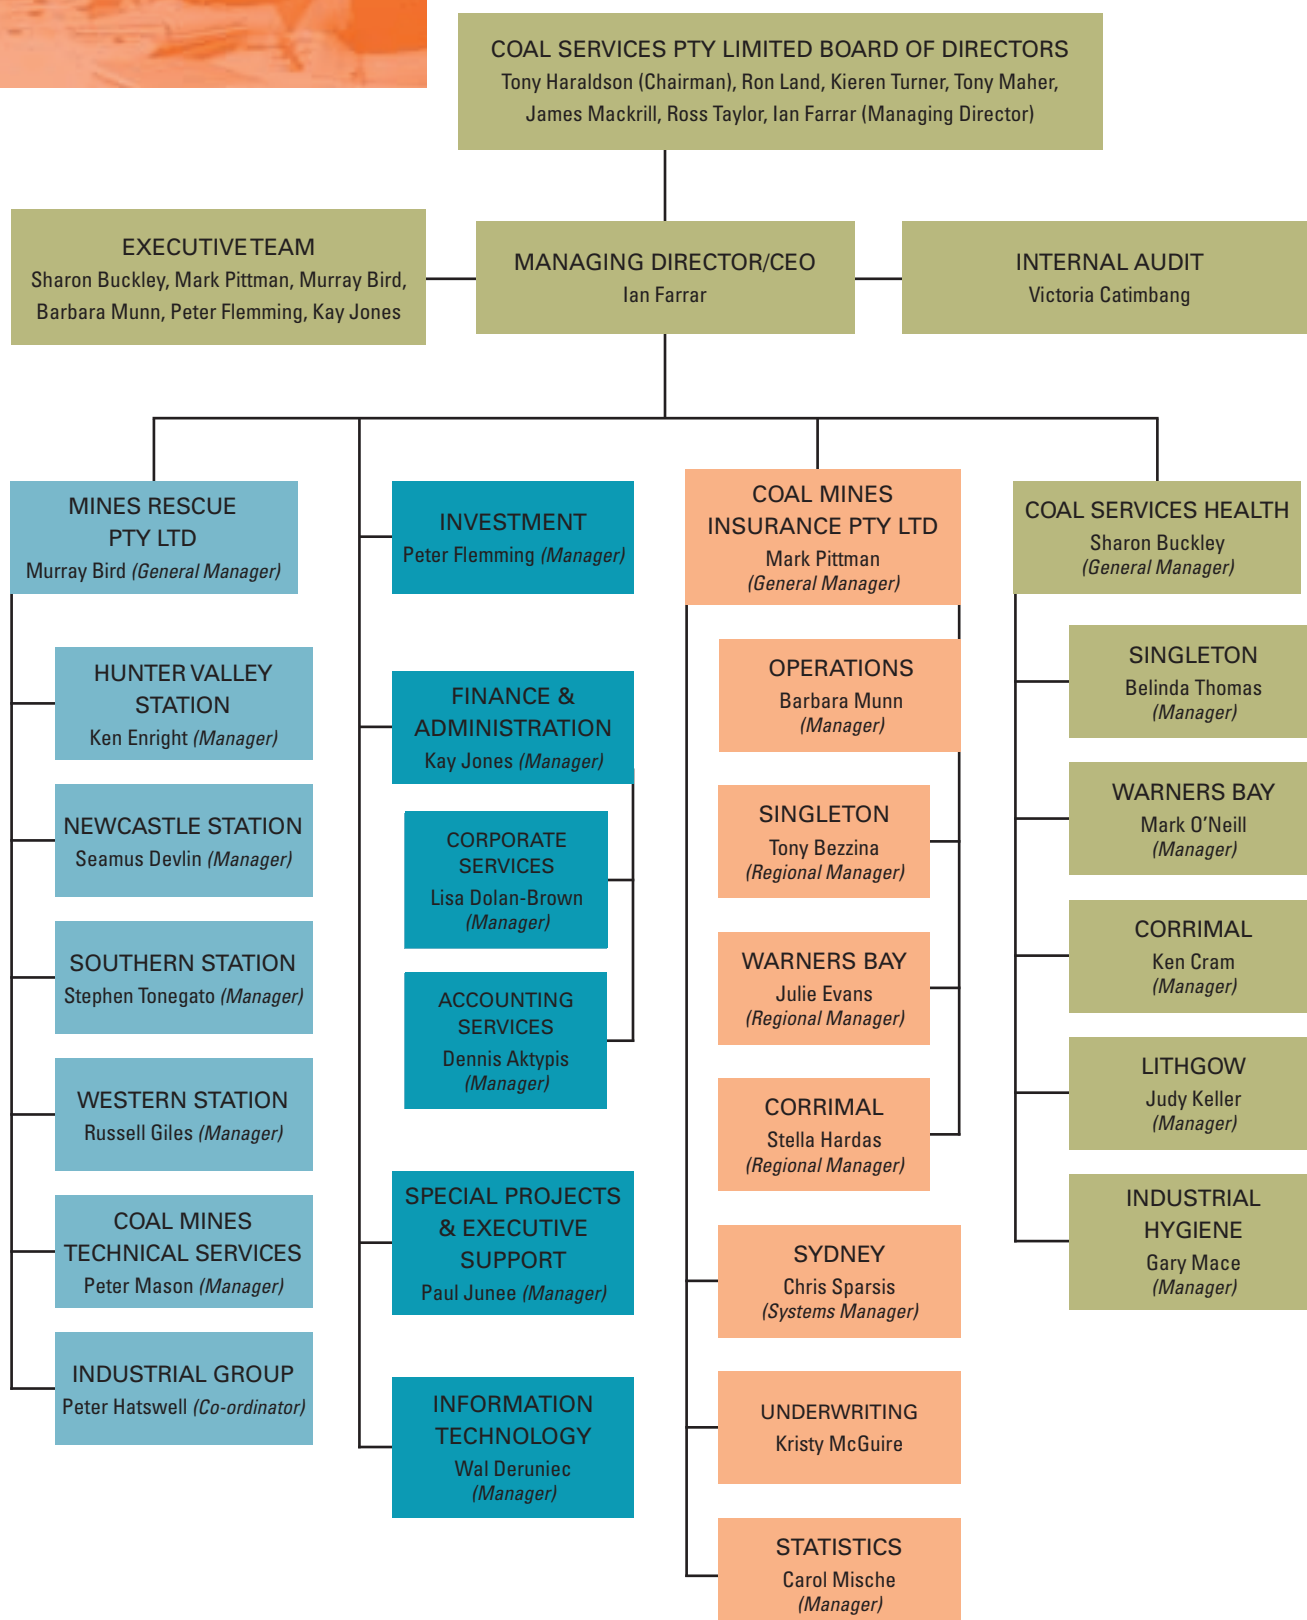 COAL SERVICES PTY LIMITED BOARD OF DIRECTORS
Tony Haraldson (Chairman), Ron Land, Kieren Turner, Tony Maher,
James Mackrill, Ross Taylor, Ian Farrar (Managing Director)
EXECUTIVE TEAM
Sharon Buckley, Mark Pittman, Murray Bird,
Barbara Munn, Peter Flemming, Kay Jones
MANAGING DIRECTOR/CEO
Ian Farrar
INTERNAL AUDIT
Victoria Catimbang
MINES RESCUE
PTY LTD
Murray Bird (General Manager)
HUNTER VALLEY
STATION
Ken Enright (Manager)
NEWCASTLE STATION
Seamus Devlin (Manager)
SOUTHERN STATION
Stephen Tonegato (Manager)
WESTERN STATION
Russell Giles (Manager)
COAL MINES
TECHNICAL SERVICES
Peter Mason (Manager)
INDUSTRIAL GROUP
Peter Hatswell (Co-ordinator)
INVESTMENT
Peter Flemming (Manager)
FINANCE &
ADMINISTRATION
Kay Jones (Manager)
CORPORATE
SERVICES
Lisa Dolan-Brown
(Manager)
ACCOUNTING
SERVICES
Dennis Aktypis
(Manager)
SPECIAL PROJECTS
& EXECUTIVE
SUPPORT
Paul Junee (Manager)
INFORMATION
TECHNOLOGY
Wal Deruniec
(Manager)
COAL MINES
INSURANCE PTY LTD
Mark Pittman
(General Manager)
OPERATIONS
Barbara Munn
(Manager)
SINGLETON
Tony Bezzina
(Regional Manager)
WARNERS BAY
Julie Evans
(Regional Manager)
CORRIMAL
Stella Hardas
(Regional Manager)
SYDNEY
Chris Sparsis
(Systems Manager)
UNDERWRITING
Kristy McGuire
STATISTICS
Carol Mische
(Manager)
COAL SERVICES HEALTH
Sharon Buckley
(General Manager)
SINGLETON
Belinda Thomas
(Manager)
WARNERS BAY
Mark O'Neill
(Manager)
CORRIMAL
Ken Cram
(Manager)
LITHGOW
Judy Keller
(Manager)
INDUSTRIAL
HYGIENE
Gary Mace
(Manager)